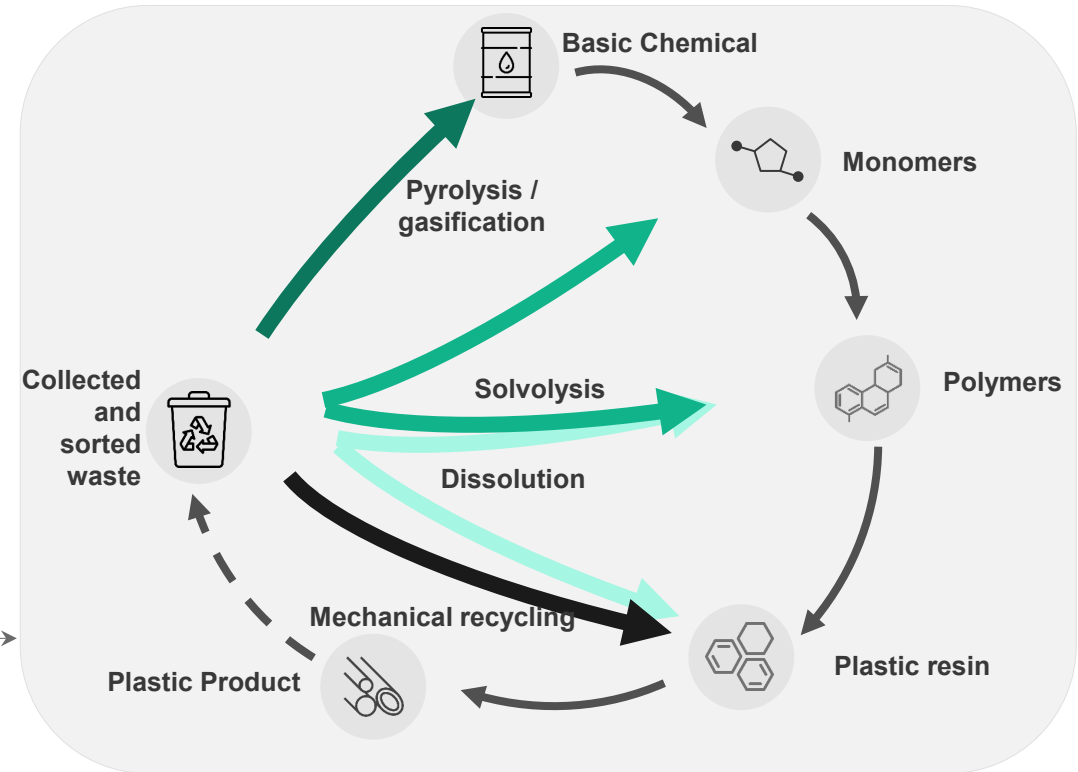 Basic Chemical
Monomers
Pyrolysis /
gasification
Collected
and
sorted
waste
Solvolysis
Polymers
Dissolution
Mechanical recycling
Plastic resin
Plastic Product